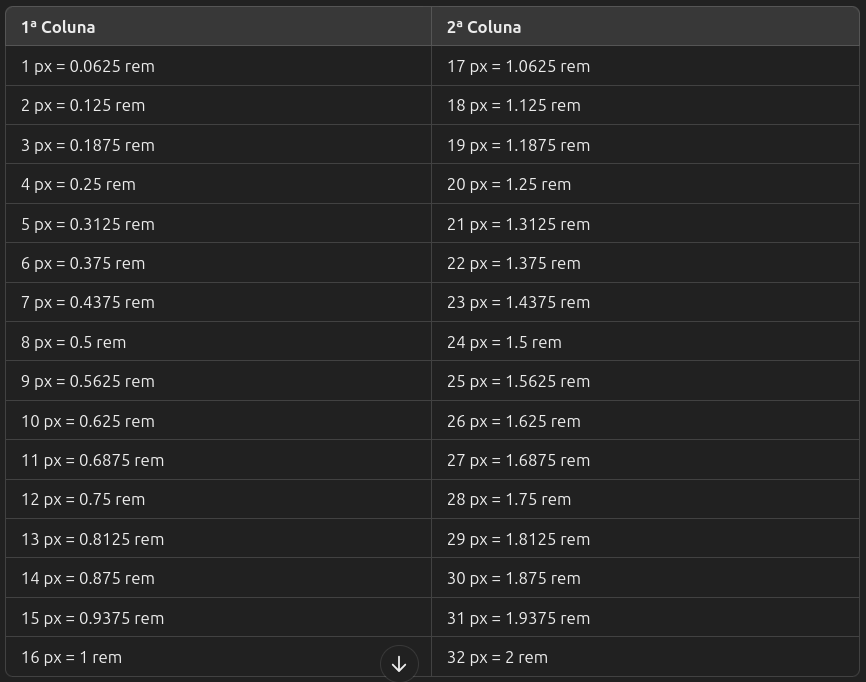 1ª Coluna 2ª Coluna
1 px = 0.0625 rem 17 px = 1.0625 rem
2 px = 0.125 rem 18 px = 1.125 rem
3 px = 0.1875 rem 19 px = 1.1875 rem
4 px = 0.25 rem 20 px = 1.25 rem
5 px = 0.3125 rem 21 px = 1.3125 rem
6 px = 0.375 rem 22 px = 1.375 rem
7 px = 0.4375 rem 23 px = 1.4375 rem
8 px = 0.5 rem 24 px = 1.5 rem
9 px = 0.5625 rem 25 px = 1.5625 rem
10 px = 0.625 rem 26 px = 1.625 rem
11 px = 0.6875 rem 27 px = 1.6875 rem
12 px = 0.75 rem 28 px = 1.75 rem
13 px = 0.8125 rem 29 px = 1.8125 rem
14 px = 0.875 rem 30 px = 1.875 rem
15 px = 0.9375 rem 31 px = 1.9375 rem
16 px = 1 rem 32 px = 2 rem